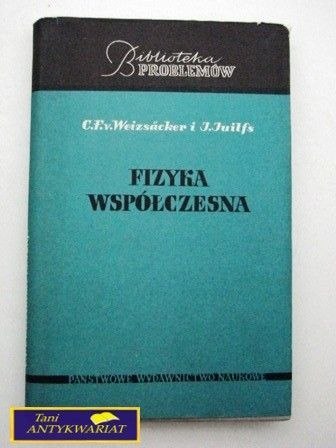 Biblioteka
PROBLEMÓW
C.F.v.Weizsäcker i J.Juilfs
FIZYKA
WSPÓŁCZESNA
PAŃSTWOWE WYDAWNICTWO NAUKOWE
Tani
ANTYKWARIAT